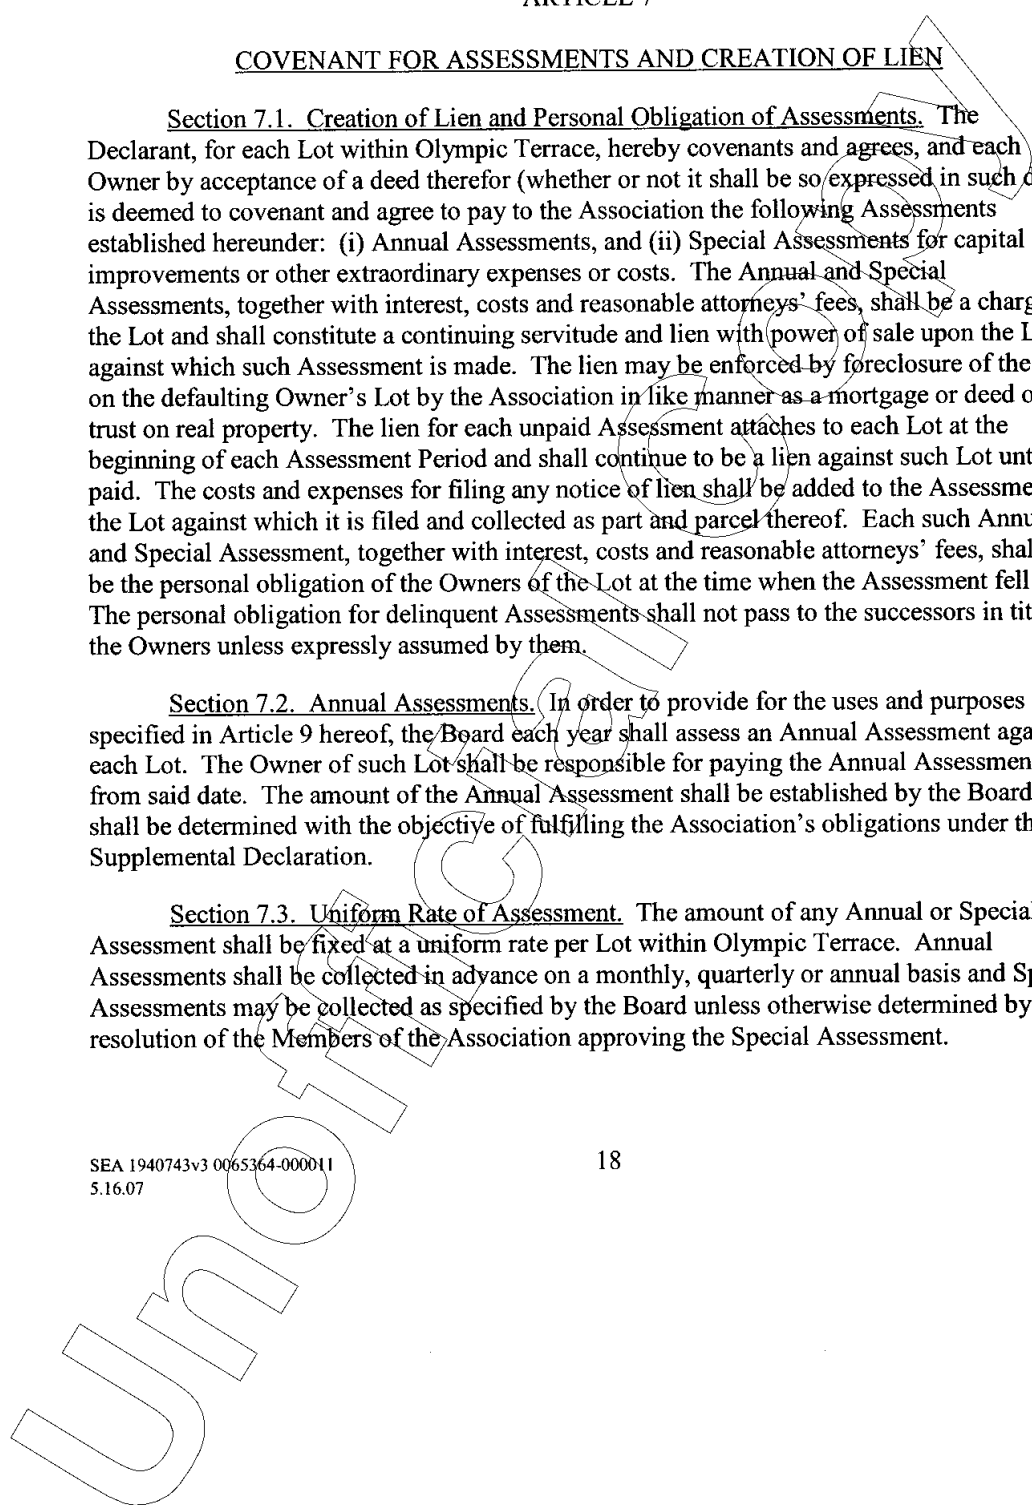 ARTICLE 7
COVENANT FOR ASSESSMENTS AND CREATION OF LIEN
Section 7.1. Creation of Lien and Personal Obligation of Assessments. The
Declarant, for each Lot within Olympic Terrace, hereby covenants and agrees, and each
Owner by acceptance of a deed therefor (whether or not it shall be so expressed in such d
is deemed to covenant and agree to pay to the Association the following Assessments
established hereunder: (i) Annual Assessments, and (ii) Special Assessments for capital
improvements or other extraordinary expenses or costs. The Annual and Special
Assessments, together with interest, costs and reasonable attorneys' fees, shall be a charg
the Lot and shall constitute a continuing servitude and lien with power of sale upon the L
against which such Assessment is made. The lien may be enforced by foreclosure of the
on the defaulting Owner's Lot by the Association in like manner as a mortgage or deed o
trust on real property. The lien for each unpaid Assessment attaches to each Lot at the
beginning of each Assessment Period and shall continue to be a lien against such Lot unt
paid. The costs and expenses for filing any notice of lien shall be added to the Assessme
the Lot against which it is filed and collected as part and parcel thereof. Each such Annu
and Special Assessment, together with interest, costs and reasonable attorneys' fees, shal
be the personal obligation of the Owners of the Lot at the time when the Assessment fell
The personal obligation for delinquent Assessments shall not pass to the successors in tit
the Owners unless expressly assumed by them.
Section 7.2. Annual Assessments. In order to provide for the uses and purposes
specified in Article 9 hereof, the Board each year shall assess an Annual Assessment aga
each Lot. The Owner of such Lot shall be responsible for paying the Annual Assessmen
from said date. The amount of the Annual Assessment shall be established by the Board
shall be determined with the objective of fulfilling the Association's obligations under th
Supplemental Declaration.
Section 7.3. Uniform Rate of Assessment. The amount of any Annual or Special
Assessment shall be fixed at a uniform rate per Lot within Olympic Terrace. Annual
Assessments shall be collected in advance on a monthly, quarterly or annual basis and Sp
Assessments may be collected as specified by the Board unless otherwise determined by
resolution of the Members of the Association approving the Special Assessment.
SEA 1940743v3 0065364-000011
5.16.07
18
Unofficial Copy